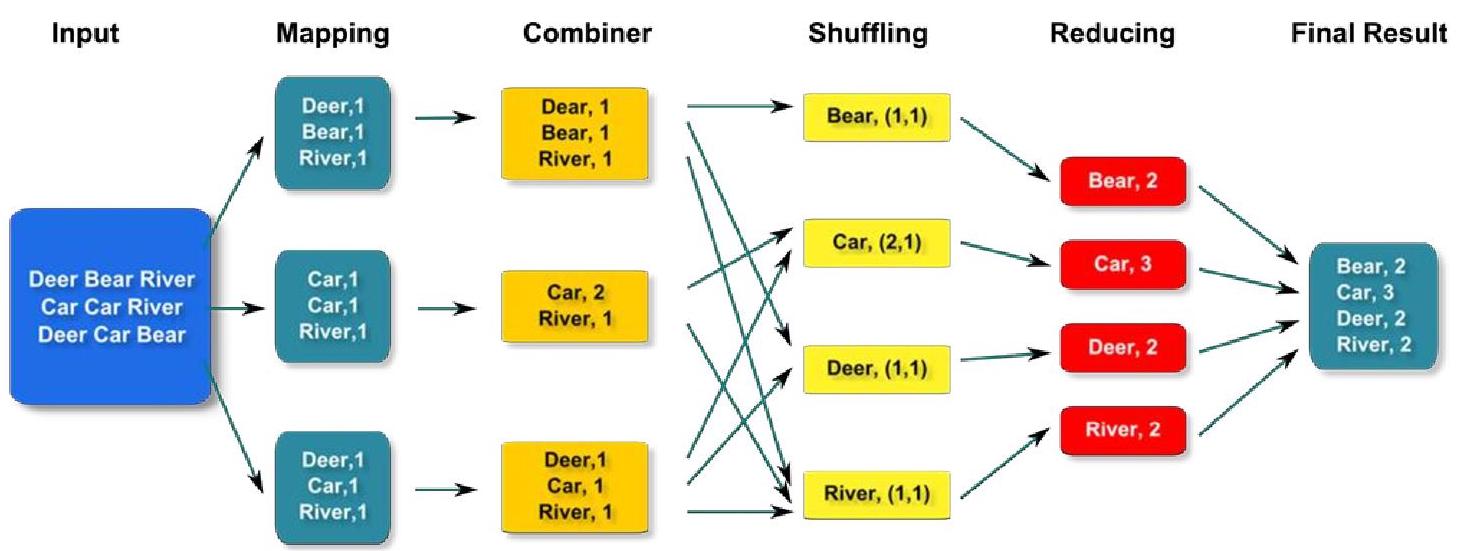 Input
Mapping
Combiner
Shuffling
Reducing
Final Result
Deer Bear River
Car Car River
Deer Car Bear
Deer,1
Bear,1
River,1
Car,1
Car,1
River,1
Deer,1
Car,1
River,1
Dear, 1
Bear, 1
River, 1
Car, 2
River, 1
Deer,1
Car, 1
River, 1
Bear, (1,1)
Car, (2,1)
Deer, (1,1)
River, (1,1)
Bear, 2
Car, 3
Deer, 2
River, 2
Bear, 2
Car, 3
Deer, 2
River, 2